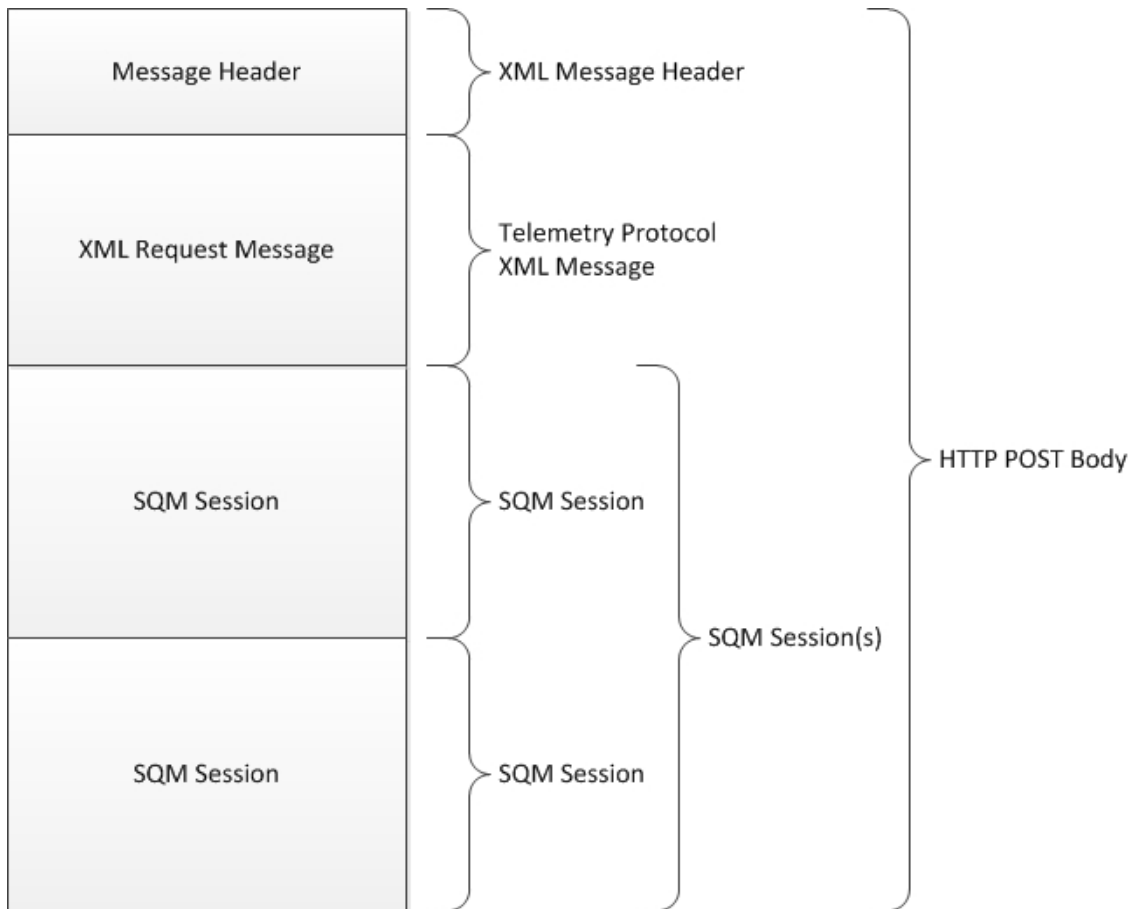 Message Header
XML Message Header
XML Request Message
Telemetry Protocol
XML Message
HTTP POST Body
SQM Session
SQM Session
SQM Session(s)
SQM Session
SQM Session